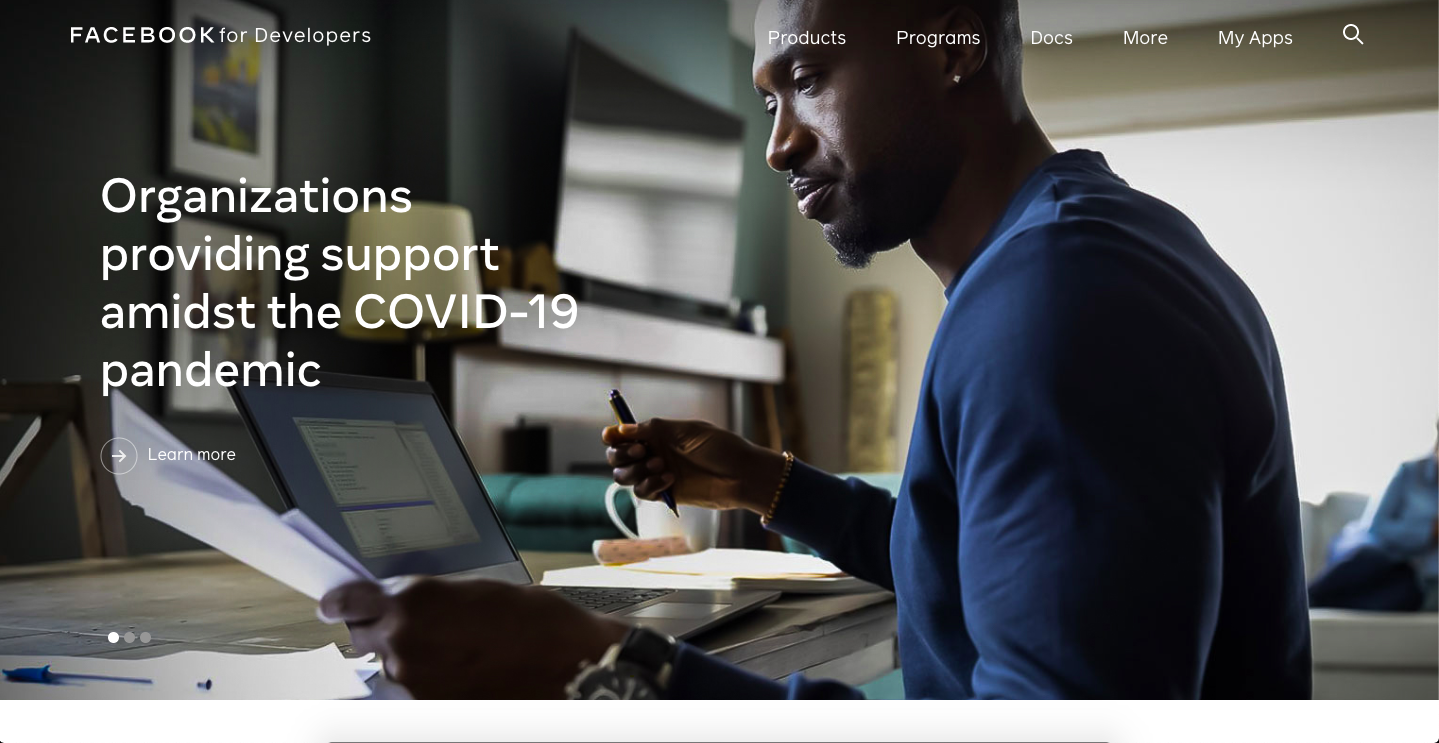 FACEBOOK for Developers
Products Programs Docs More My Apps
Organizations
providing support
amidst the COVID-19
pandemic
Learn more